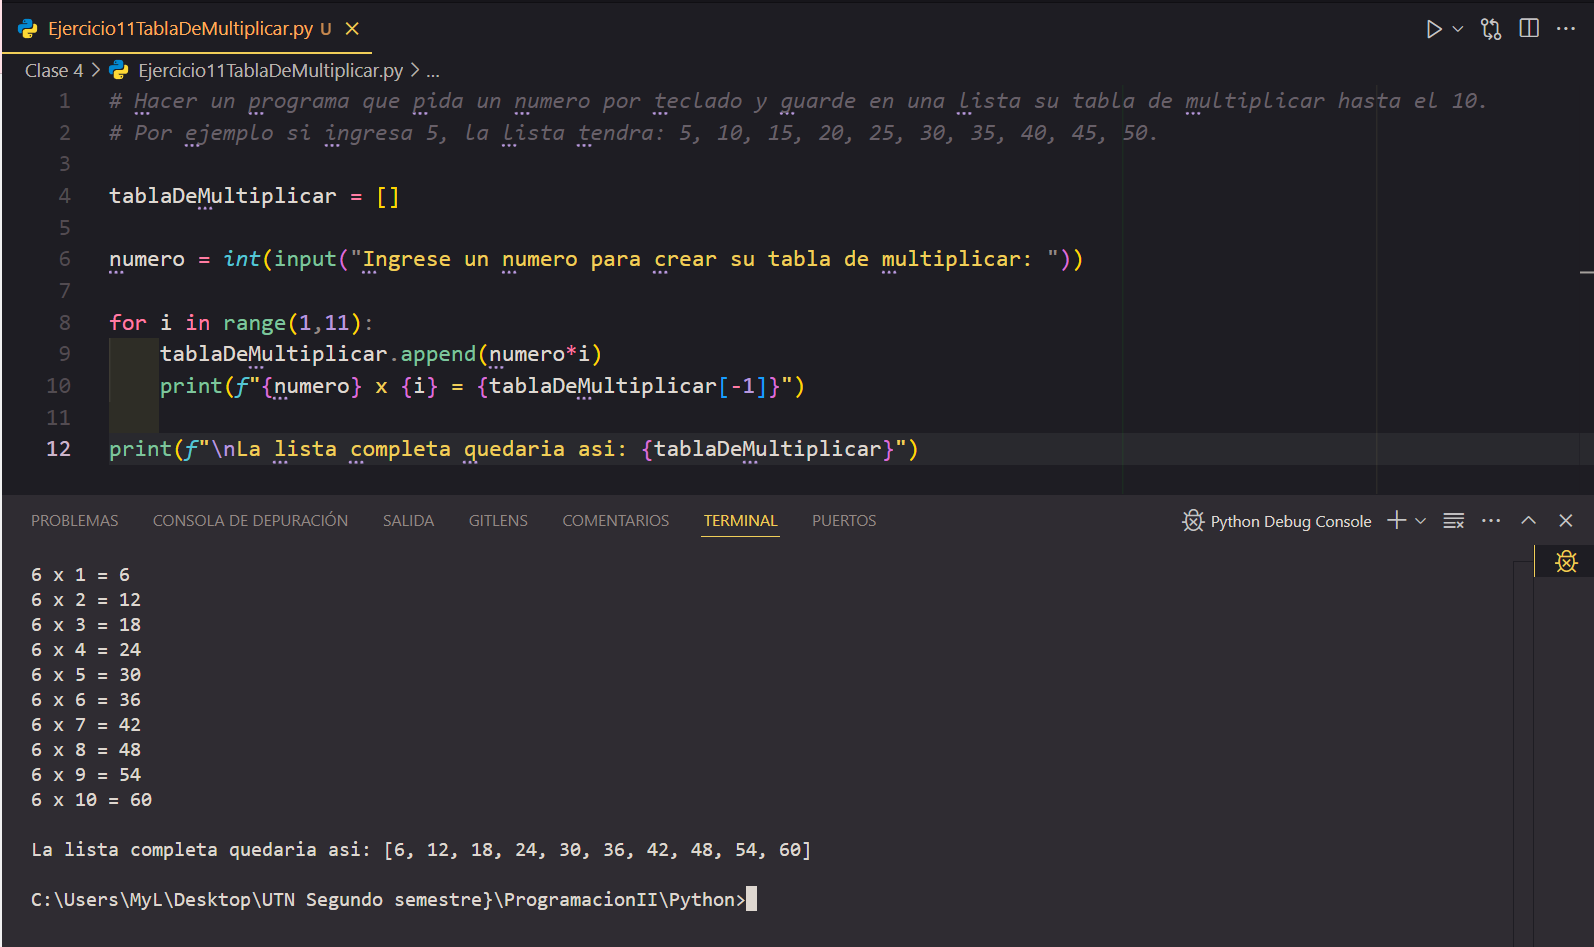 Ejercicio11TablaDeMultiplicar.py U
Clase 4 > Ejercicio11TablaDeMultiplicar.py > ...
1 # Hacer un programa que pida un numero por teclado y guarde en una lista su tabla de multiplicar hasta el 10.
2 # Por ejemplo si ingresa 5, la lista tendra: 5, 10, 15, 20, 25, 30, 35, 40, 45, 50.
3
4 tablaDeMultiplicar = []
5
6 numero = int(input("Ingrese un numero para crear su tabla de multiplicar: "))
7
8 for i in range(1,11):
9     tablaDeMultiplicar.append(numero*i)
10     print(f"{numero} x {i} = {tablaDeMultiplicar[-1]}")
11
12 print(f"\nLa lista completa quedaria asi: {tablaDeMultiplicar}")
PROBLEMAS CONSOLA DE DEPURACIÓN SALIDA GITLENS COMENTARIOS TERMINAL PUERTOS Python Debug Console
6 x 1 = 6
6 x 2 = 12
6 x 3 = 18
6 x 4 = 24
6 x 5 = 30
6 x 6 = 36
6 x 7 = 42
6 x 8 = 48
6 x 9 = 54
6 x 10 = 60
La lista completa quedaria asi: [6, 12, 18, 24, 30, 36, 42, 48, 54, 60]
C:\Users\MyL\Desktop\UTN Segundo semestre}\ProgramacionII\Python>